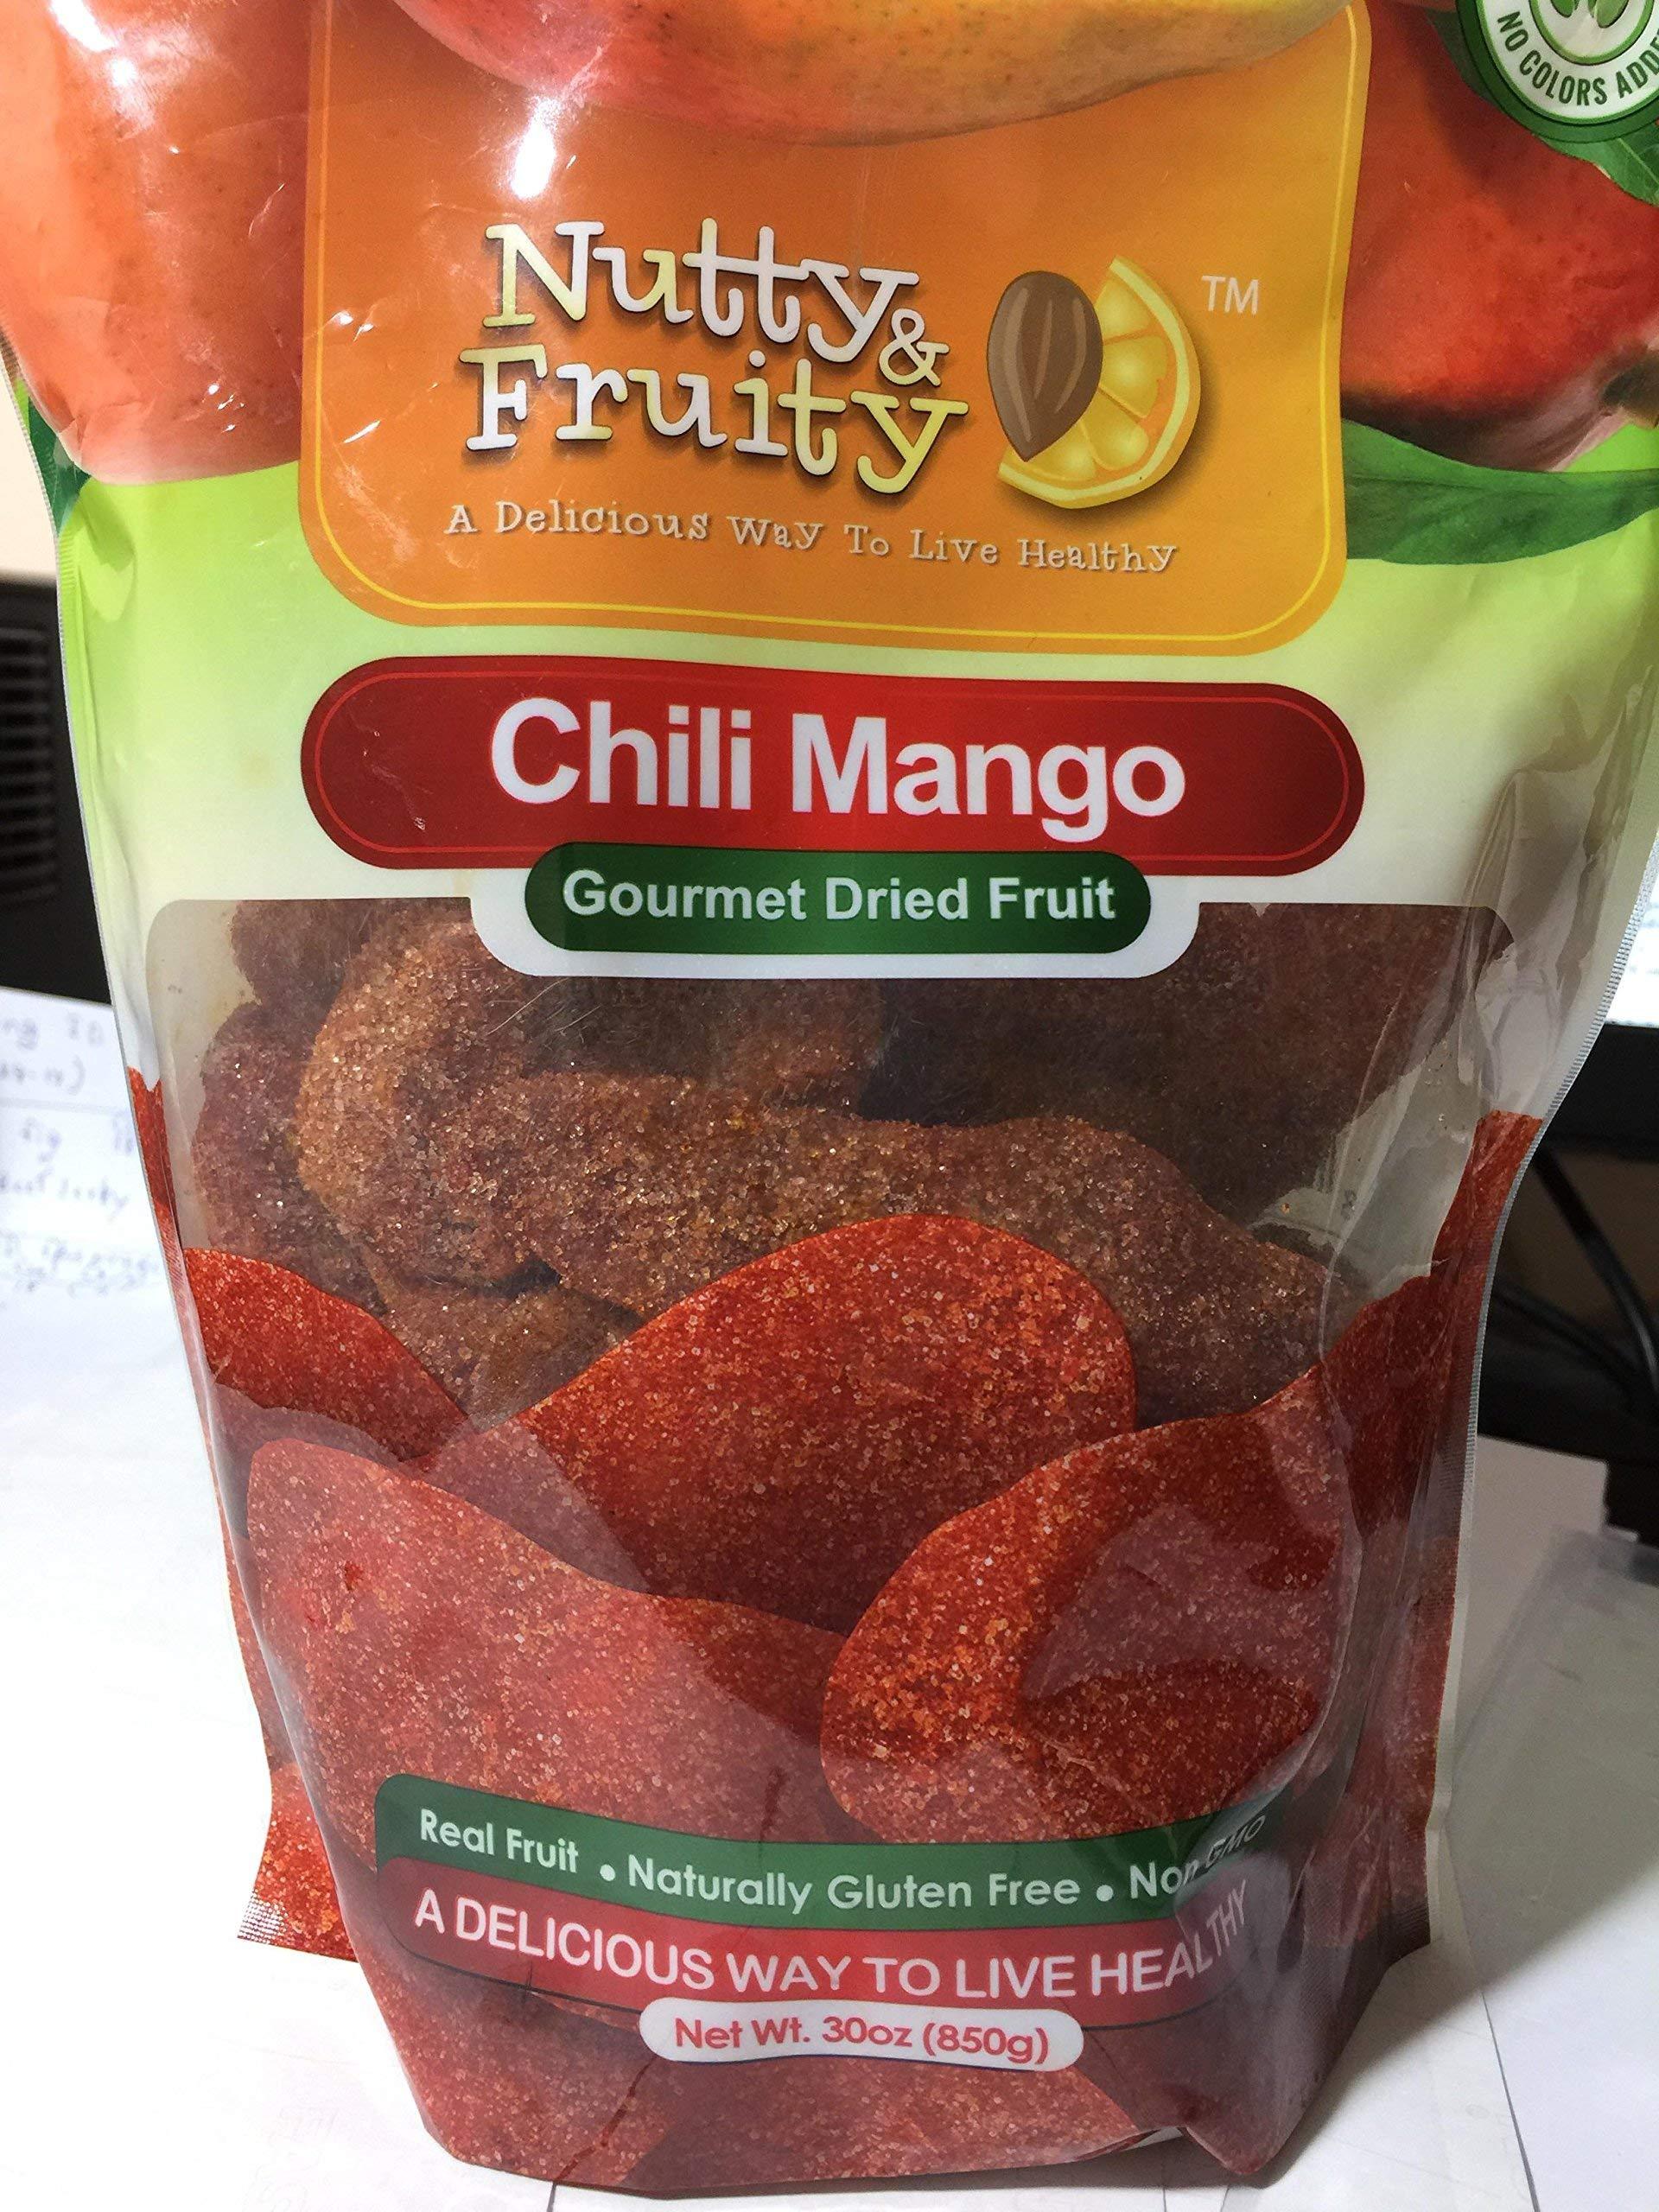 NO COLORS ADDE
Nutty &
Fruity
TM
A Delicious Way To Live Healthy
Chili Mango
Gourmet Dried Fruit
Real Fruit • Naturally Gluten Free • Non GMO
A DELICIOUS WAY TO LIVE HEALTHY
Net Wt. 30oz (850g)